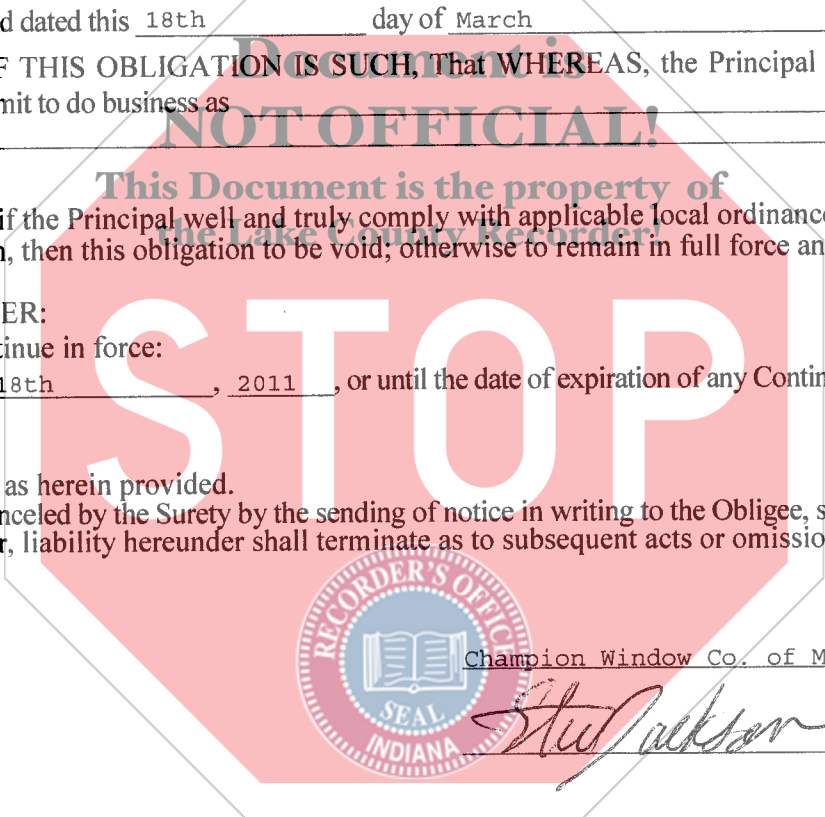 d dated this 18th day of March
F THIS OBLIGATION IS SUCH, That WHEREAS, the Principal
mit to do business as
Document is
NOT OFFICIAL!
This Document is the property of
the Lake County Recorder!
if the Principal well and truly comply with applicable local ordinanc
n, then this obligation to be void; otherwise to remain in full force an
ER:
tinue in force:
18th , 2011 , or until the date of expiration of any Contin
STOP
as herein provided.
nceled by the Surety by the sending of notice in writing to the Obligee, s
r, liability hereunder shall terminate as to subsequent acts or omissio
RECORDER'S OFFICE
SEAL
INDIANA
Champion Window Co. of M
Stu Jackson